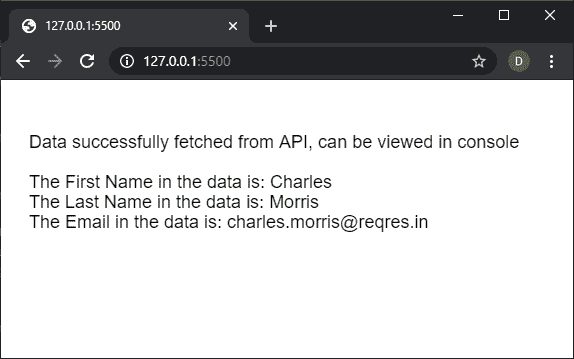 127.0.0.1:5500
127.0.0.1:5500
D
Data successfully fetched from API, can be viewed in console
The First Name in the data is: Charles
The Last Name in the data is: Morris
The Email in the data is: charles.morris@reqres.in